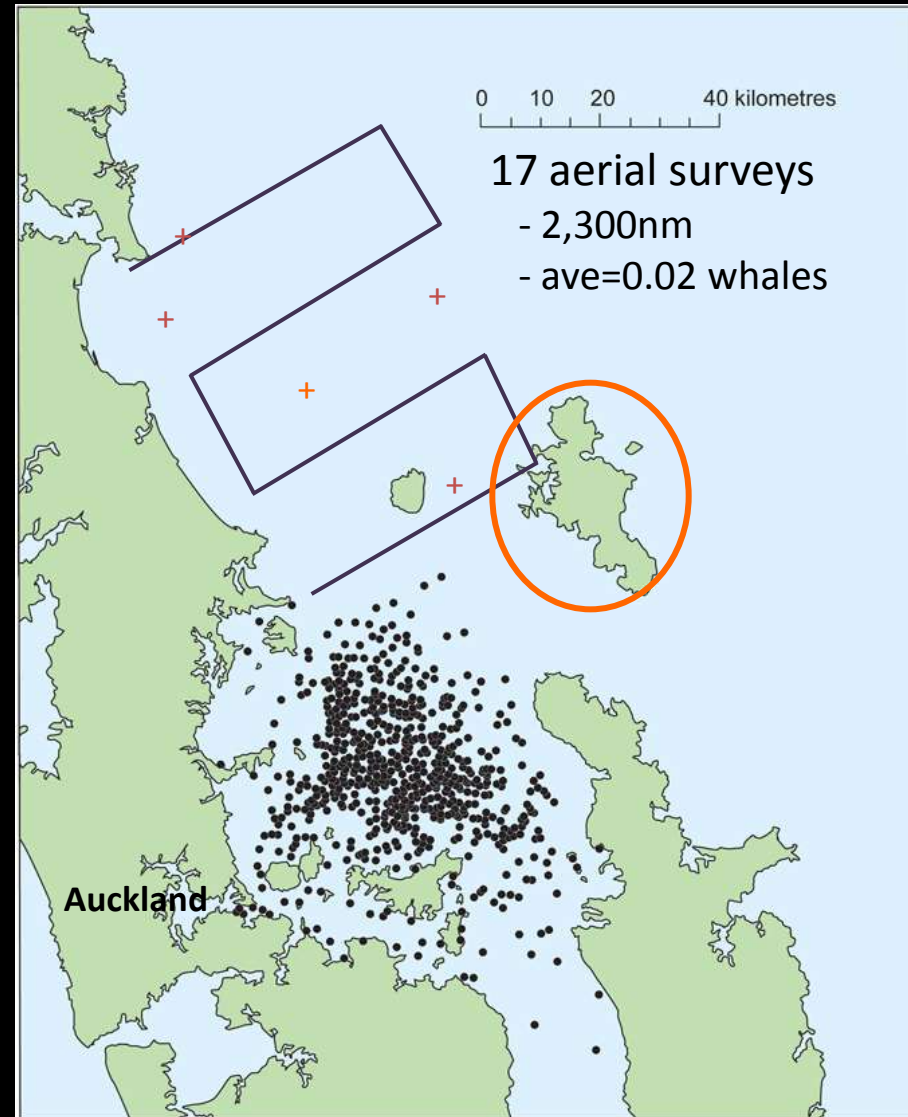 0 10 20 40 kilometres
17 aerial surveys
- 2,300nm
- ave=0.02 whales
Auckland